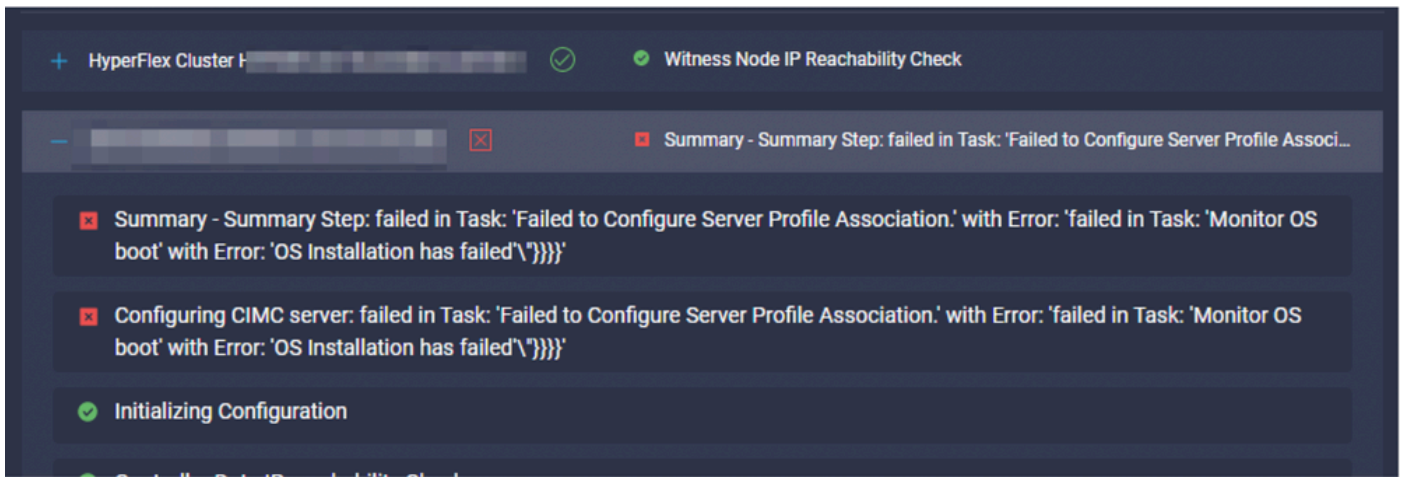 HyperFlex Cluster H
Witness Node IP Reachability Check
Summary - Summary Step: failed in Task: 'Failed to Configure Server Profile Associ...
Summary - Summary Step: failed in Task: 'Failed to Configure Server Profile Association.' with Error: 'failed in Task: 'Monitor OS
boot' with Error: 'OS Installation has failed'\"}}}}'
Configuring CIMC server: failed in Task: 'Failed to Configure Server Profile Association.' with Error: 'failed in Task: 'Monitor OS
boot' with Error: 'OS Installation has failed'\"}}}}'
Initializing Configuration